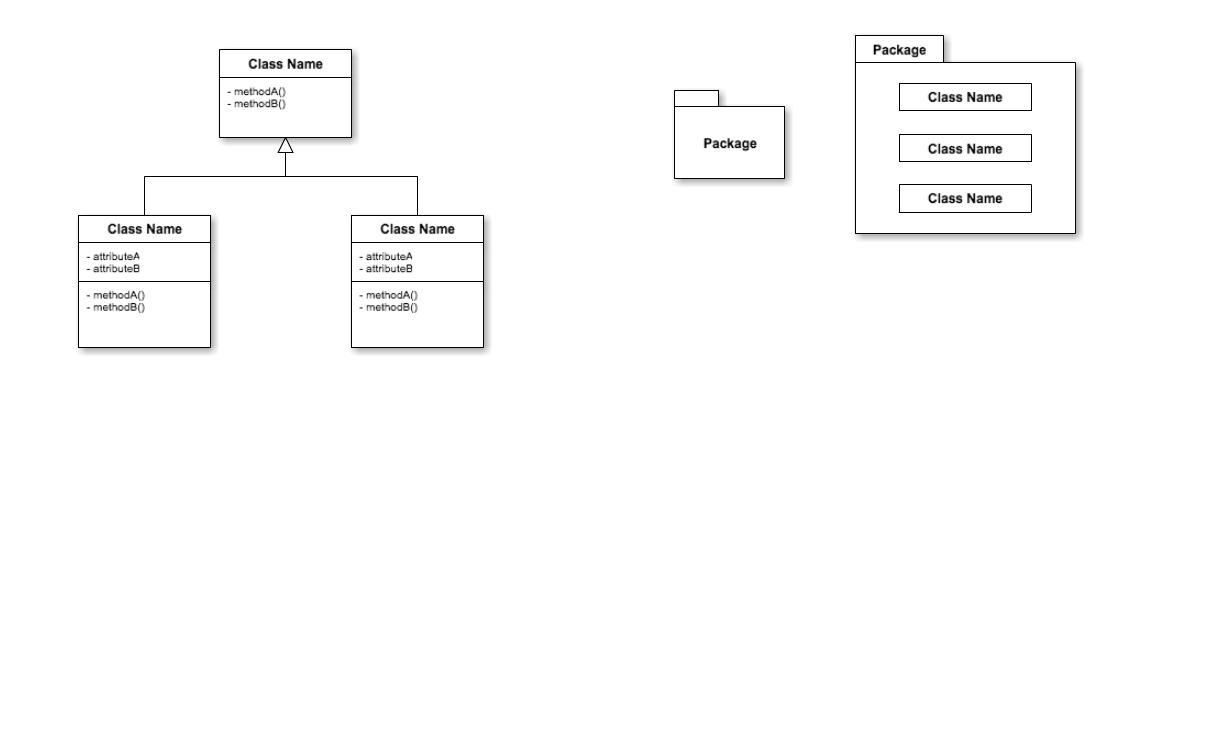 Class Name
- methodA()
- methodB()
Class Name
- attributeA
- attributeB
- methodA()
- methodB()
Class Name
- attributeA
- attributeB
- methodA()
- methodB()
Package
Package
Class Name
Class Name
Class Name